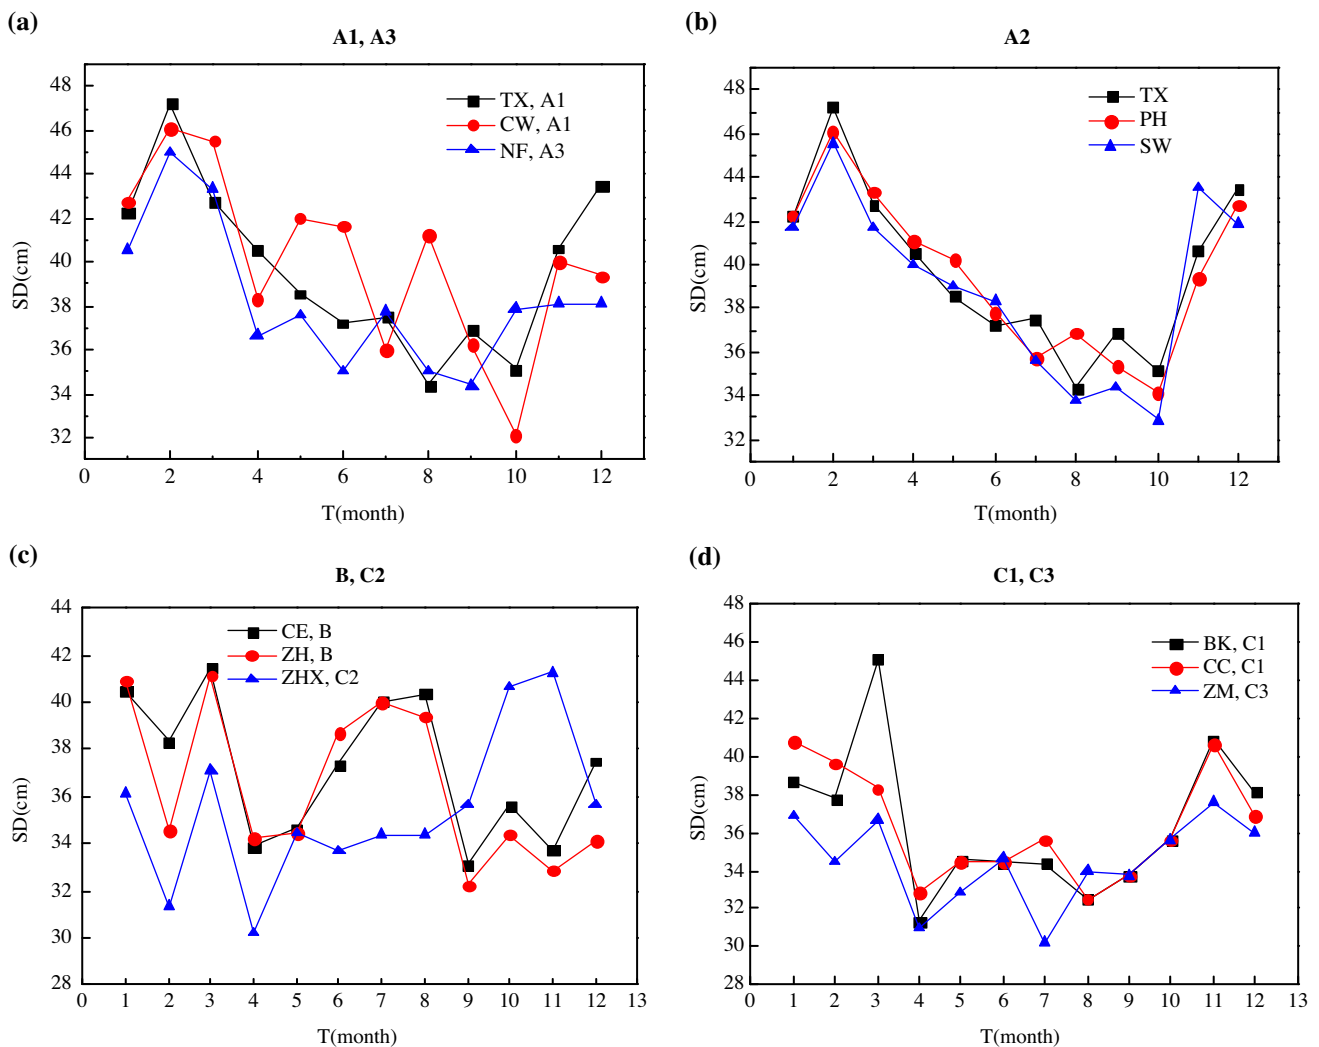 (a)
A1, A3
48
46
44
42
40
38
36
34
32
0
2
4
6
8
10
12
SD(cm)
T(month)
TX, A1
CW, A1
NF, A3
(b)
A2
48
46
44
42
40
38
36
34
32
0
2
4
6
8
10
12
SD(cm)
T(month)
TX
PH
SW
(c)
B, C2
44
42
40
38
36
34
32
30
28
0
1
2
3
4
5
6
7
8
9
10
11
12
13
SD(cm)
T(month)
CE, B
ZH, B
ZHX, C2
(d)
C1, C3
48
46
44
42
40
38
36
34
32
30
28
0
1
2
3
4
5
6
7
8
9
10
11
12
13
SD(cm)
T(month)
BK, C1
CC, C1
ZM, C3